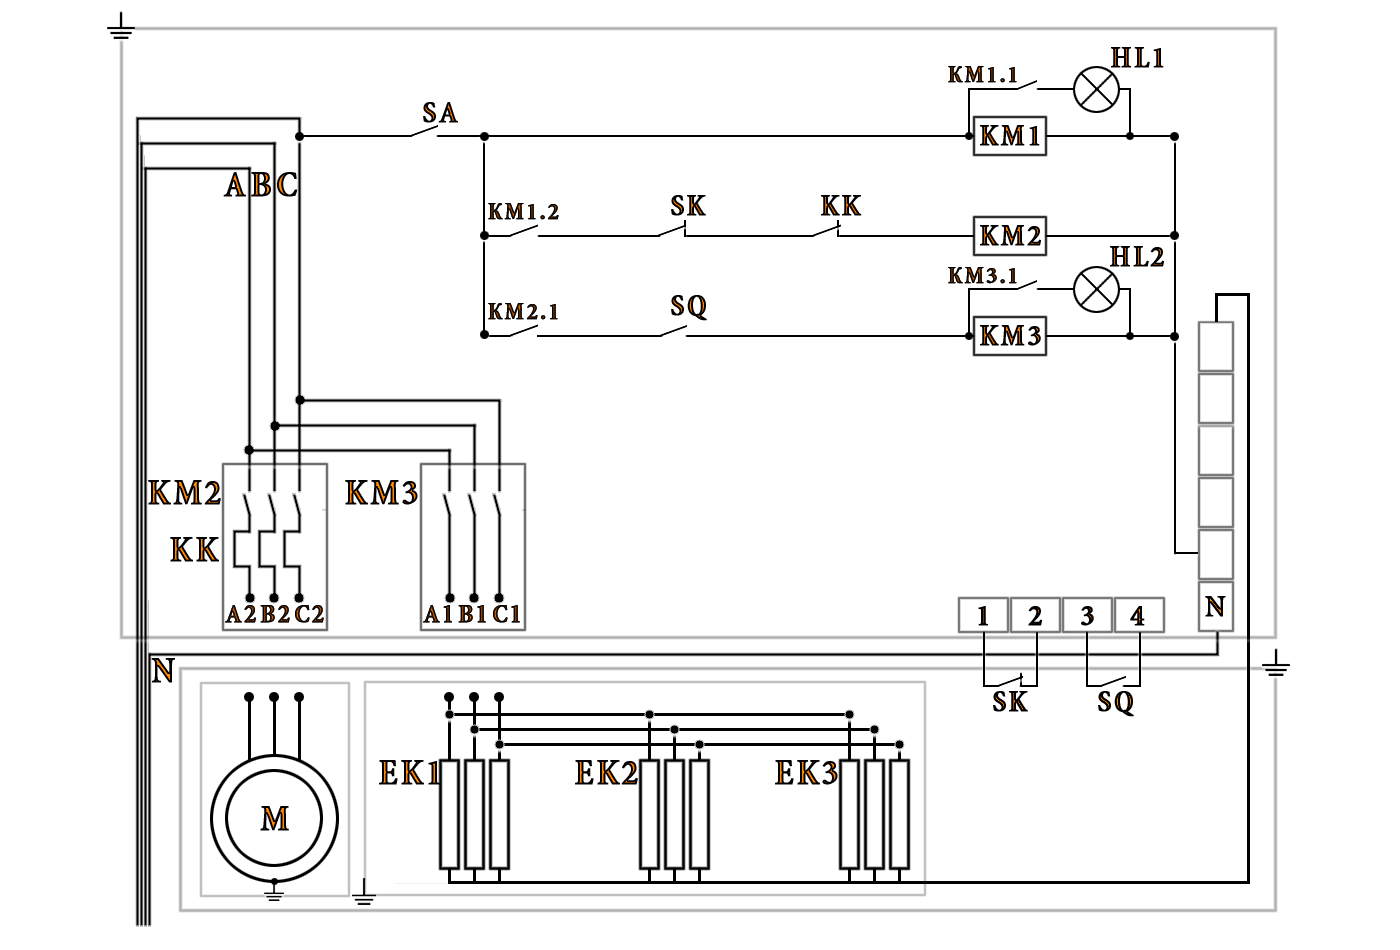 HL1
KM1.1
SA
KM1
A B C
KM1.2 SK KK
KM2
HL2
KM3.1
KM2.1 SQ
KM3
KM2 KM3
KK
A2 B2 C2 A1 B1 C1
1 2 3 4 N
N
SK SQ
EK1 EK2 EK3
M